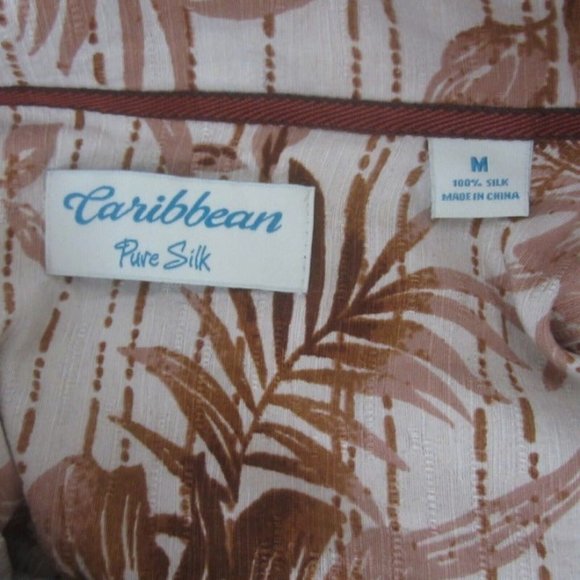 Caribbean
Pure Silk
M
100% SILK
MADE IN CHINA